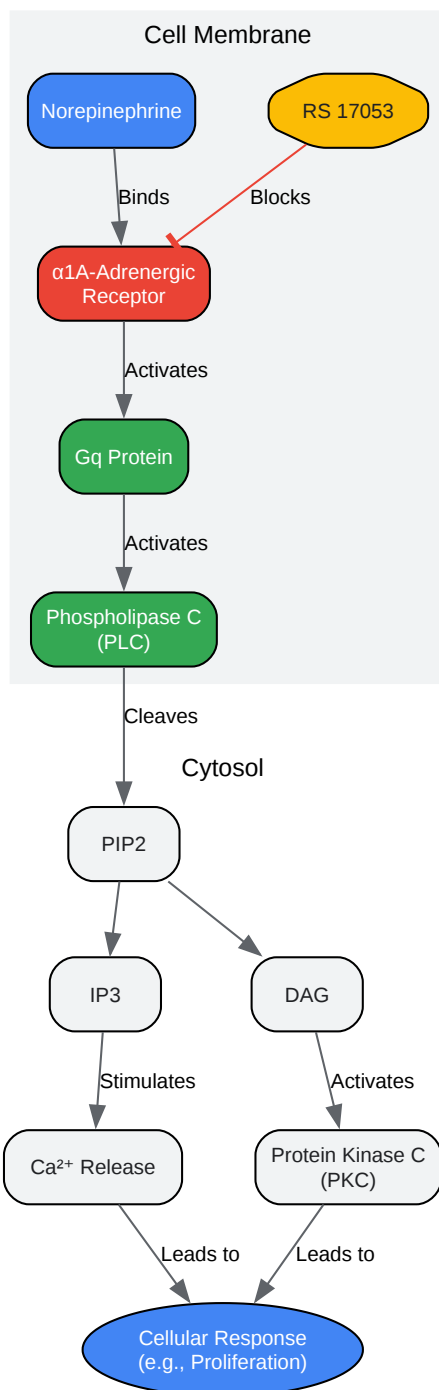 Cell Membrane
Norepinephrine
RS 17053
Binds
Blocks
α1A-Adrenergic
Receptor
Activates
Gq Protein
Activates
Phospholipase C
(PLC)
Cleaves
Cytosol
PIP2
IP3
DAG
Stimulates
Activates
Ca²⁺ Release
Protein Kinase C
(PKC)
Leads to
Leads to
Cellular Response
(e.g., Proliferation)